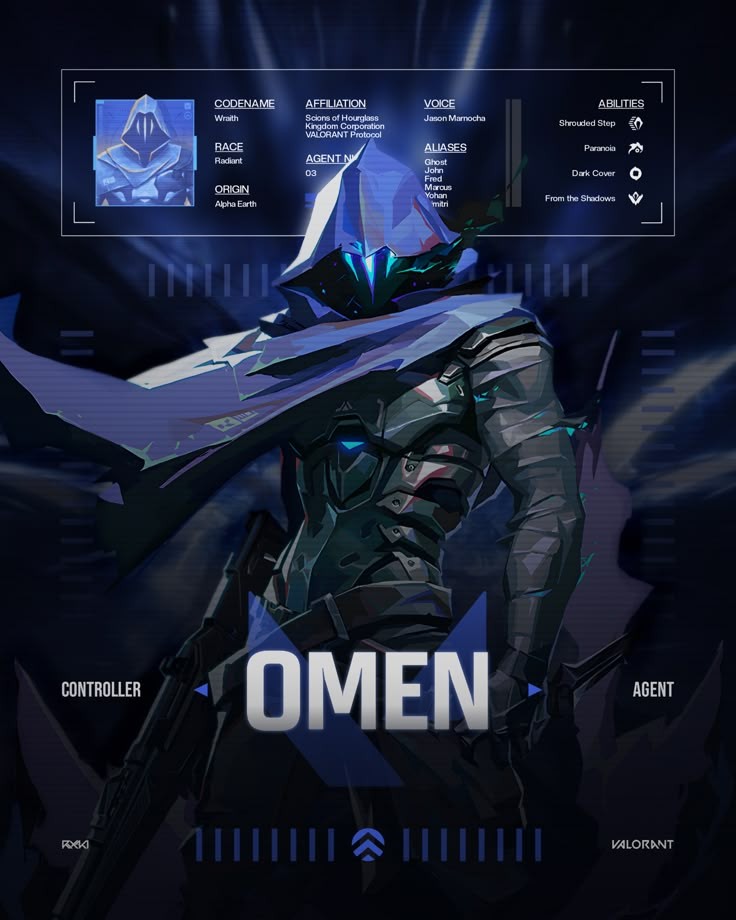 CODENAME
Wraith
RACE
Radiant
ORIGIN
Alpha Earth
AFFILIATION
Scions of Hourglass
Kingdom Corporation
VALORANT Protocol
AGENT
03
VOICE
Jason Marnocha
ALIASES
Ghost
John
Fred
Marcus
Yohan
ABILITIES
Shrouded Step
Paranoia
Dark Cover
From the Shadows
CONTROLLER
OMEN
AGENT
VALORANT